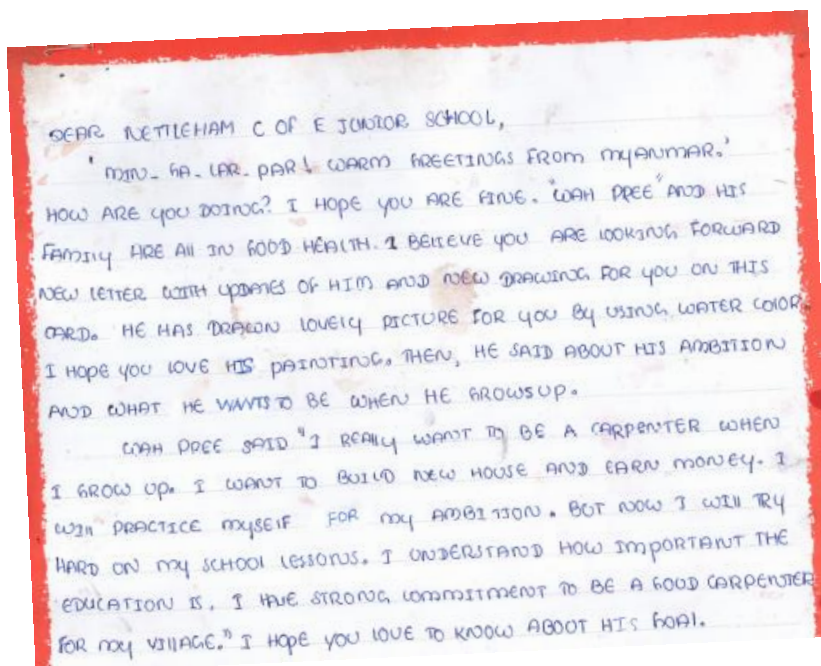 DEAR NETTLEHAM C OF E JUNIOR SCHOOL,
'MIN-GA-LAR-PAR! WARM GREETINGS FROM MYANMAR.'
HOW ARE YOU DOING? I HOPE YOU ARE FINE. "WAH PREE" AND HIS
FAMILY ARE ALL IN GOOD HEALTH. I BELIEVE YOU ARE LOOKING FORWARD
NEW LETTER WITH UPDATES OF HIM AND NEW DRAWING FOR YOU ON THIS
CARD. HE HAS DRAWN LOVELY PICTURE FOR YOU BY USING WATER COLOR.
I HOPE YOU LOVE HIS PAINTING. THEN, HE SAID ABOUT HIS AMBITION
AND WHAT HE WANTS TO BE WHEN HE GROWS UP.
WAH PREE SAID "I REALLY WANT TO BE A CARPENTER WHEN
I GROW UP. I WANT TO BUILD NEW HOUSE AND EARN MONEY. I
WILL PRACTICE MYSELF FOR MY AMBITION. BUT NOW I WILL TRY
HARD ON MY SCHOOL LESSONS. I UNDERSTAND HOW IMPORTANT THE
EDUCATION IS. I HAVE STRONG COMMITMENT TO BE A GOOD CARPENTER
FOR MY VILLAGE." I HOPE YOU LOVE TO KNOW ABOUT HIS GOAL.